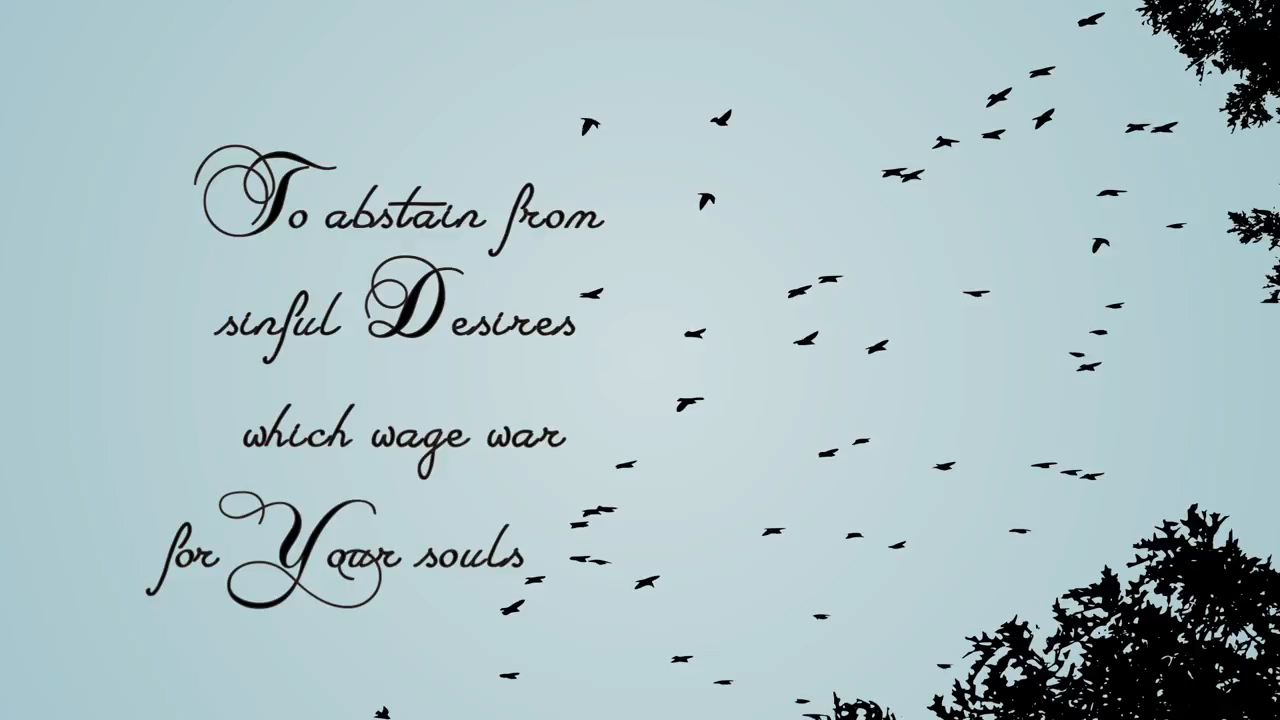 To abstain from
sinful Desires
which wage war
for Your souls